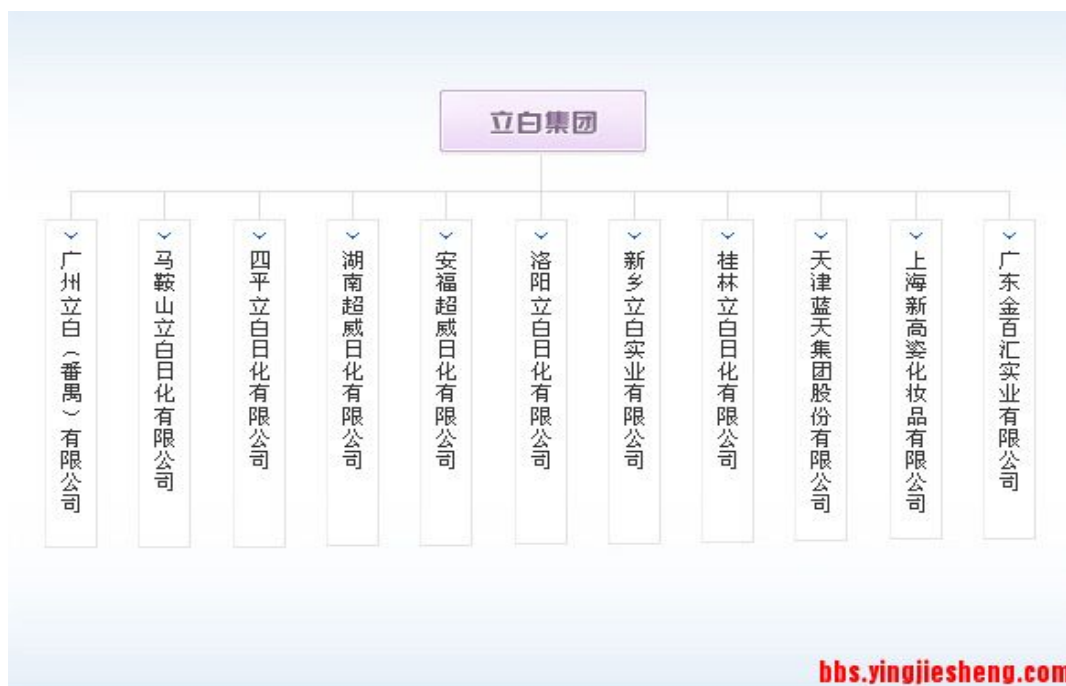 立白集团
广州立白（番禺）有限公司
马鞍山立白日化有限公司
四平立白日化有限公司
湖南超威日化有限公司
安福超威日化有限公司
洛阳立白日化有限公司
新乡立白实业有限公司
桂林立白日化有限公司
天津蓝天集团股份有限公司
上海新高姿化妆品有限公司
广东金百汇实业有限公司
bbs.yingjiesheng.com